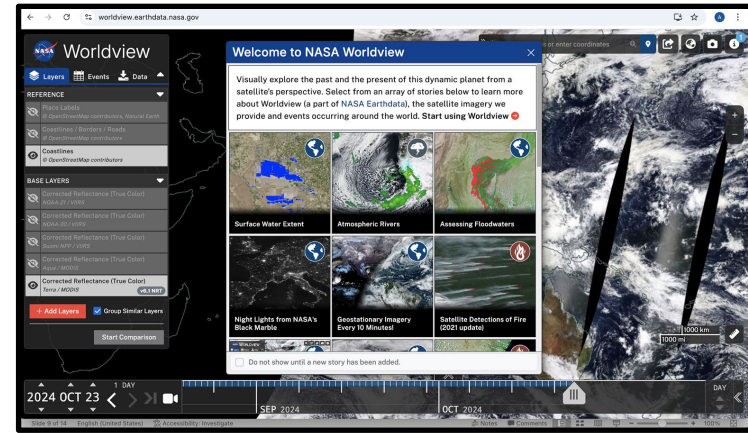 worldview.earthdata.nasa.gov
A
NASA
Worldview
Layers Events Data
REFERENCE
Place Labels
© OpenStreetMap contributors, Natural Earth
Coastlines / Borders / Roads
© OpenStreetMap contributors
Coastlines
© OpenStreetMap contributors
BASE LAYERS
Corrected Reflectance (True Color)
NOAA-21 / VIIRS
Corrected Reflectance (True Color)
NOAA-20 / VIIRS
Corrected Reflectance (True Color)
Suomi NPP / VIIRS
Corrected Reflectance (True Color)
Aqua / MODIS
Corrected Reflectance (True Color)
Terra / MODIS
v6.1 NRT
+ Add Layers
Group Similar Layers
Start Comparison
Welcome to NASA Worldview
Visually explore the past and the present of this dynamic planet from a
satellite's perspective. Select from an array of stories below to learn more
about Worldview (a part of NASA Earthdata), the satellite imagery we
provide and events occurring around the world. Start using Worldview
Surface Water Extent
Atmospheric Rivers
Assessing Floodwaters
Night Lights from NASA's
Black Marble
Geostationary Imagery
Every 10 Minutes!
Satellite Detections of Fire
(2021 update)
Do not show until a new story has been added.
or enter coordinates
1
1000 km
1000 mi
2024 OCT 23
1 DAY
SEP 2024
OCT 2024
DAY
Slide 9 of 14 English (United States) Accessibility: Investigate
Notes Comments
100%